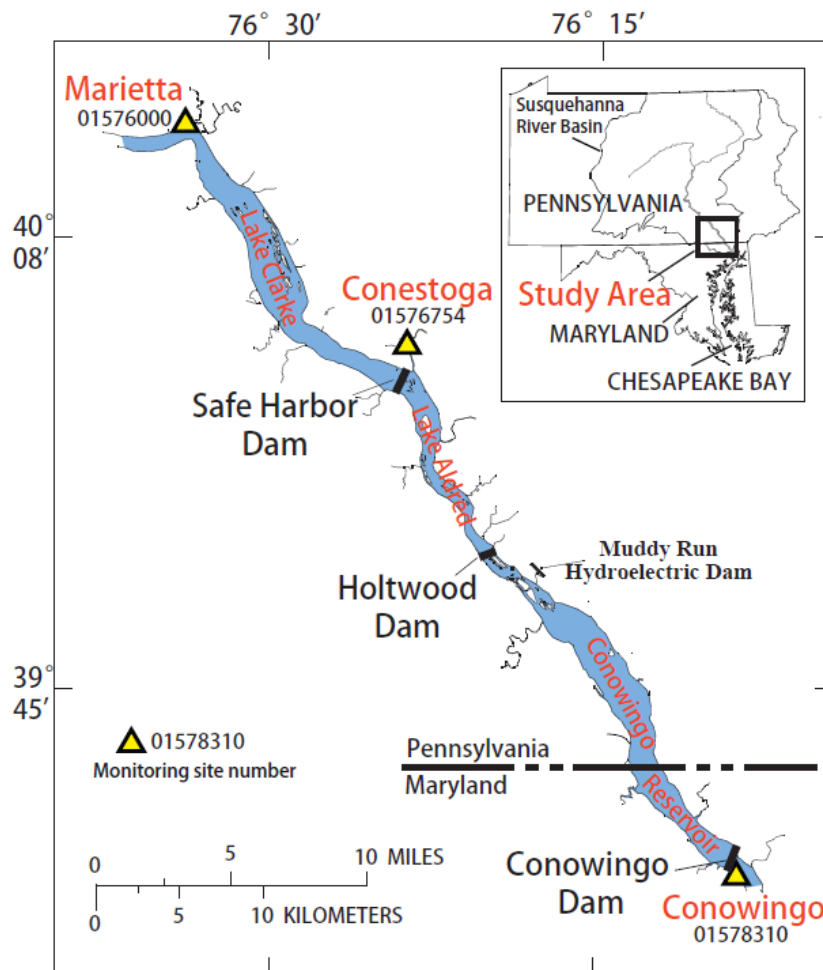 76° 30′
76° 15′
Marietta
01576000
Susquehanna
River Basin
PENNSYLVANIA
Study Area
MARYLAND
CHESAPEAKE BAY
40°
08′
Lake Clarke
Conestoga
01576754
Safe Harbor
Dam
Lake Aldred
Muddy Run
Hydroelectric Dam
Holtwood
Dam
39°
45′
Conowingo
Reservoir
01578310
Monitoring site number
Pennsylvania
Maryland
0 5 10 MILES
0 5 10 KILOMETERS
Conowingo
Dam
Conowingo
01578310